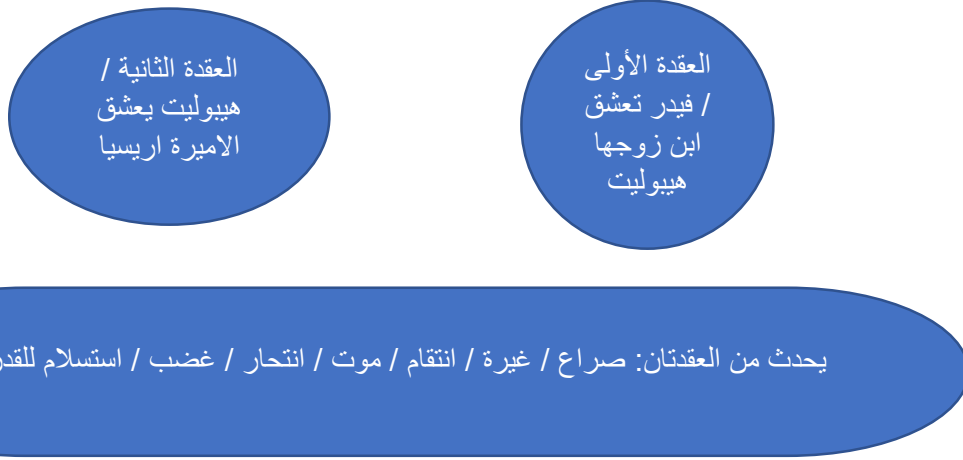 العقدة الأولى
/ فيدر تعشق
ابن زوجها
هيبوليت
العقدة الثانية /
هيبوليت يعشق
الاميرة اريسيا
يحدث من العقدتان: صراع / غيرة / انتقام / موت / انتحار / غضب / استسلام للقدر